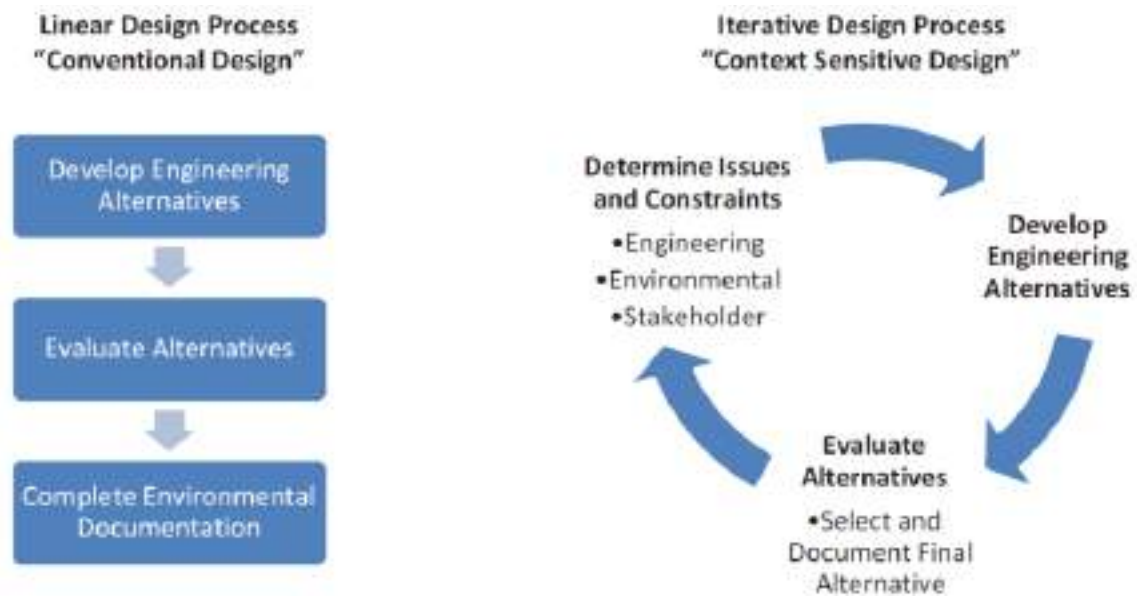 Linear Design Process
“Conventional Design”
Develop Engineering
Alternatives
Evaluate Alternatives
Complete Environmental
Documentation
Iterative Design Process
“Context Sensitive Design”
Determine Issues
and Constraints
•Engineering
•Environmental
•Stakeholder
Develop
Engineering
Alternatives
Evaluate
Alternatives
•Select and
Document Final
Alternative